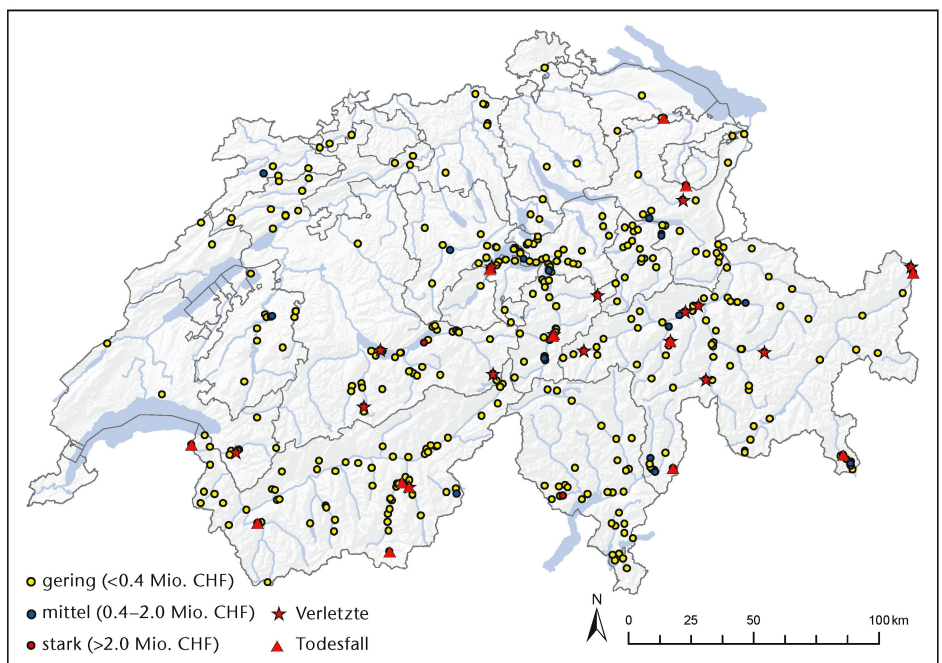 gering (<0.4 Mio. CHF)
mittel (0.4–2.0 Mio. CHF)
stark (>2.0 Mio. CHF)
Verletzte
Todesfall
N
0 25 50 100 km